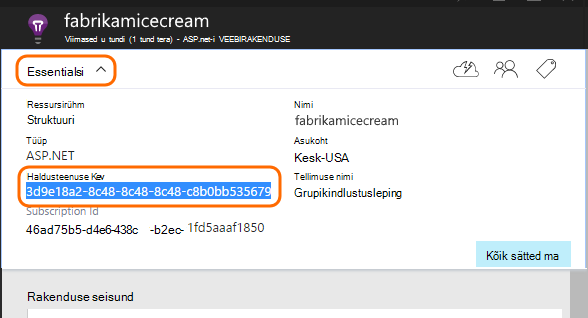 fabrikamicecream
Viimased u tundi (1 tund tera) - ASP.net-i VEEBIRAKENDUSE
Essentialsi
Ressursirühm
Struktuuri
Nimi
fabrikamicecream
Tüüp
ASP.NET
Asukoht
Kesk-USA
Haldusteenuse Kev
3d9e18a2-8c48-8c48-8c48-c8b0bb535679
Tellimuse nimi
Grupikindlustusleping
Subscription Id
46ad75b5-d4e6-438c -b2ec- 1fd5aaaf1850
Kõik sätted ma
Rakenduse seisund